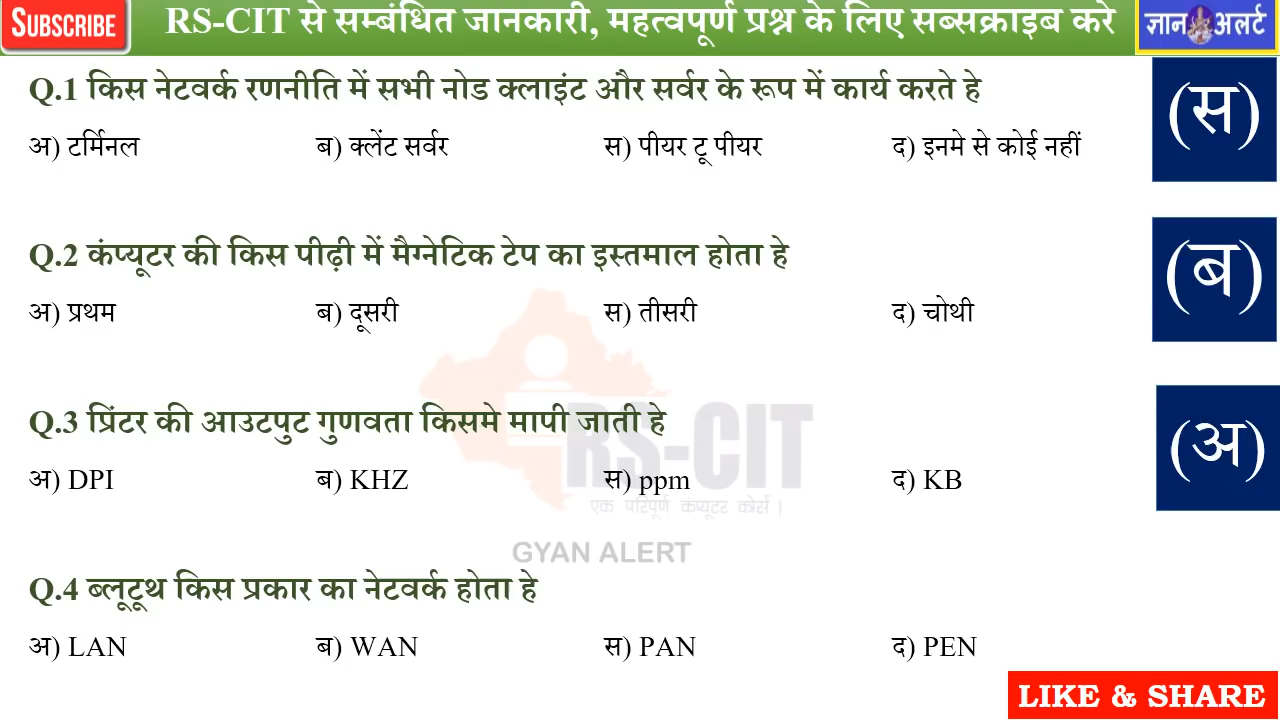 SUBSCRIBE
RS-CIT से सम्बंधित जानकारी, महत्वपूर्ण प्रश्न के लिए सब्सक्राइब करे
ज्ञान अलर्ट
Q.1 किस नेटवर्क रणनीति में सभी नोड क्लाइंट और सर्वर के रूप में कार्य करते हे
(स)
अ) टर्मिनल ब) क्लेंट सर्वर स) पीयर टू पीयर द) इनमे से कोई नहीं
Q.2 कंप्यूटर की किस पीढ़ी में मैग्नेटिक टेप का इस्तमाल होता हे
(ब)
अ) प्रथम ब) दूसरी स) तीसरी द) चोथी
Q.3 प्रिंटर की आउटपुट गुणवता किसमे मापी जाती हे
(अ)
RS-CIT
अ) DPI ब) KHZ स) ppm द) KB
एक परिपूर्ण कंप्यूटर कोर्स।
GYAN ALERT
Q.4 ब्लूटूथ किस प्रकार का नेटवर्क होता हे
अ) LAN ब) WAN स) PAN द) PEN
LIKE & SHARE